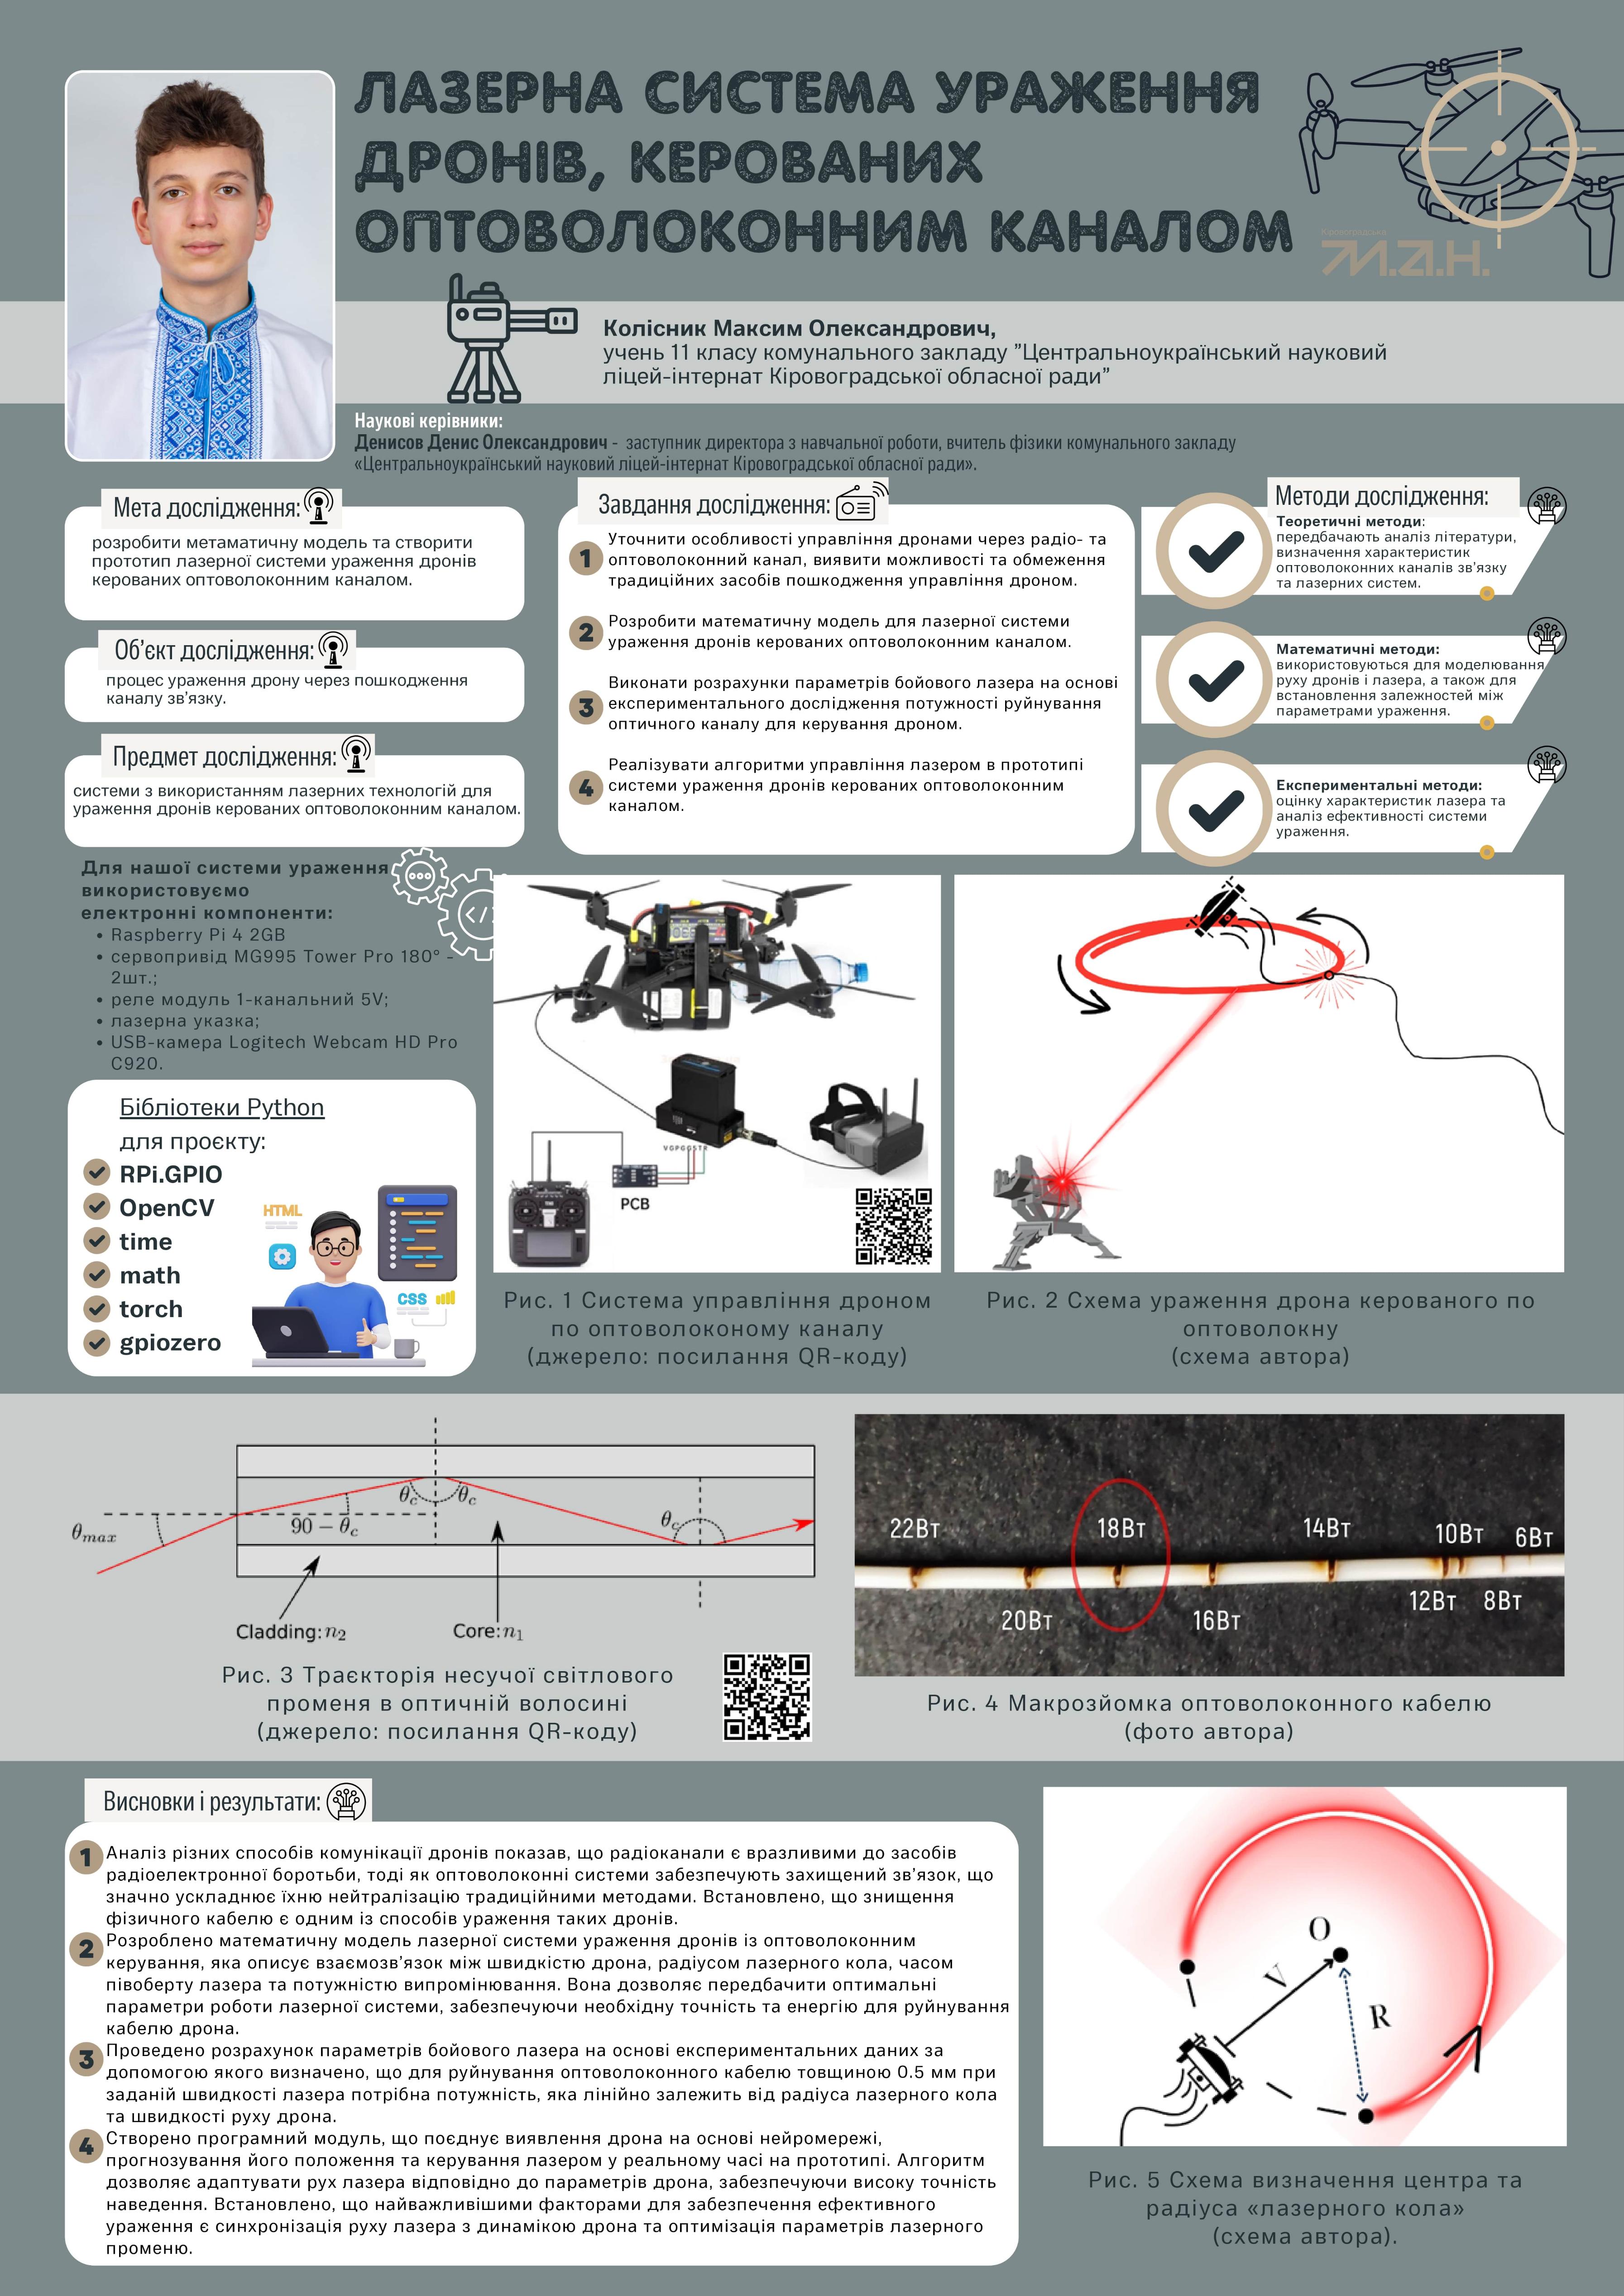 ЛАЗЕРНА СИСТЕМА УРАЖЕННЯ
ДРОНІВ, КЕРОВАНИХ
ОПТОВОЛОКОННИМ КАНАЛОМ
М.А.Н.
Колісник Максим Олександрович,
учень 11 класу комунального закладу ”Центральноукраїнський науковий
ліцей-інтернат Кіровоградської обласної ради”
Наукові керівники:
Денисов Денис Олександрович - заступник директора з навчальної роботи, вчитель фізики комунального закладу
«Центральноукраїнський науковий ліцей-інтернат Кіровоградської обласної ради».
Мета дослідження:
розробити метаматичну модель та створити
прототип лазерної системи ураження дронів
керованих оптоволоконним каналом.
Об’єкт дослідження:
процес ураження дрону через пошкодження
каналу зв’язку.
Предмет дослідження:
системи з використанням лазерних технологій для
ураження дронів керованих оптоволоконним каналом.
Завдання дослідження:
1
Уточнити особливості управління дронами через радіо- та
оптоволоконний канал, виявити можливості та обмеження
традиційних засобів пошкодження управління дроном.
2
Розробити математичну модель для лазерної системи
ураження дронів керованих оптоволоконним каналом.
3
Виконати розрахунки параметрів бойового лазера на основі
експериментального дослідження потужності руйнування
оптичного каналу для керування дроном.
4
Реалізувати алгоритми управління лазером в прототипі
системи ураження дронів керованих оптоволоконним
каналом.
Методи дослідження:
Теоретичні методи:
передбачають аналіз літератури,
визначення характеристик
оптоволоконних каналів зв’язку
та лазерних систем.
Математичні методи:
використовуються для моделювання
руху дронів і лазера, а також для
встановлення залежностей між
параметрами ураження.
Експериментальні методи:
оцінку характеристик лазера та
аналіз ефективності системи
ураження.
Для нашої системи ураження
використовуємо
електронні компоненти:
• Raspberry Pi 4 2GB
• сервопривід MG995 Tower Pro 180° -
2шт.;
• реле модуль 1-канальний 5V;
• лазерна указка;
• USB-камера Logitech Webcam HD Pro
C920.
</>
Бібліотеки Python
для проєкту:
RPi.GPIO
OpenCV
time
math
torch
gpiozero
HTML
CSS
PCB
Рис. 1 Система управління дроном
по оптоволоконому каналу
(джерело: посилання QR-коду)
Рис. 2 Схема ураження дрона керованого по
оптоволокну
(схема автора)
θmax
90 − θc
θc
θc
θc
Cladding: n2
Core: n1
Рис. 3 Траєкторія несучої світлового
променя в оптичній волосині
(джерело: посилання QR-коду)
22Вт
18Вт
14Вт
10Вт
6Вт
20Вт
16Вт
12Вт
8Вт
Рис. 4 Макрозйомка оптоволоконного кабелю
(фото автора)
Висновки і результати:
1
Аналіз різних способів комунікації дронів показав, що радіоканали є вразливими до засобів
радіоелектронної боротьби, тоді як оптоволоконні системи забезпечують захищений зв’язок, що
значно ускладнює їхню нейтралізацію традиційними методами. Встановлено, що знищення
фізичного кабелю є одним із способів ураження таких дронів.
2
Розроблено математичну модель лазерної системи ураження дронів із оптоволоконним
керування, яка описує взаємозв’язок між швидкістю дрона, радіусом лазерного кола, часом
півоберту лазера та потужністю випромінювання. Вона дозволяє передбачити оптимальні
параметри роботи лазерної системи, забезпечуючи необхідну точність та енергію для руйнування
кабелю дрона.
3
Проведено розрахунок параметрів бойового лазера на основі експериментальних даних за
допомогою якого визначено, що для руйнування оптоволоконного кабелю товщиною 0.5 мм при
заданій швидкості лазера потрібна потужність, яка лінійно залежить від радіуса лазерного кола
та швидкості руху дрона.
4
Створено програмний модуль, що поєднує виявлення дрона на основі нейромережі,
прогнозування його положення та керування лазером у реальному часі на прототипі. Алгоритм
дозволяє адаптувати рух лазера відповідно до параметрів дрона, забезпечуючи високу точність
наведення. Встановлено, що найважливішими факторами для забезпечення ефективного
ураження є синхронізація руху лазера з динамікою дрона та оптимізація параметрів лазерного
променю.
O
V
R
Рис. 5 Схема визначення центра та
радіуса «лазерного кола»
(схема автора).